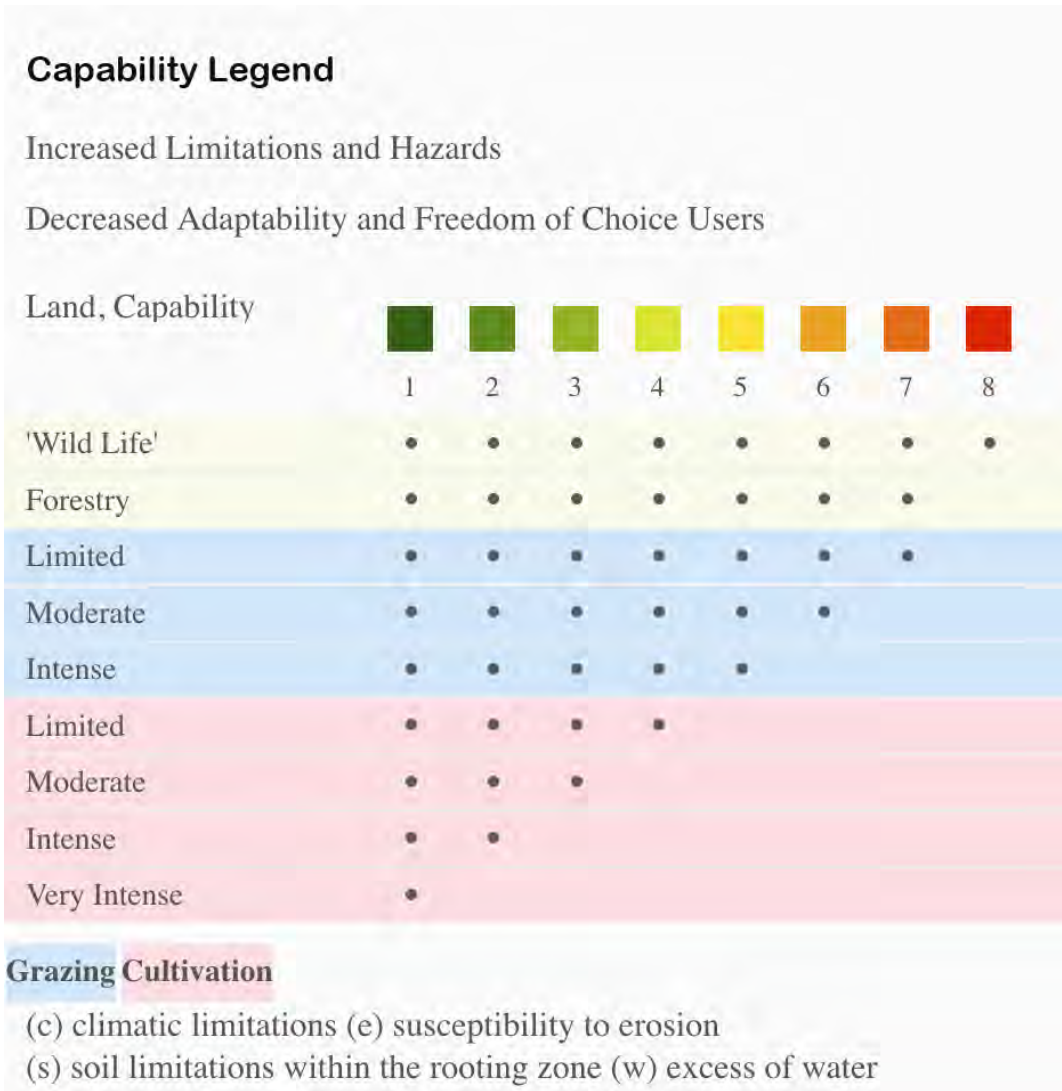 Capability Legend
Increased Limitations and Hazards
Decreased Adaptability and Freedom of Choice Users
Land, Capability
1 2 3 4 5 6 7 8
'Wild Life'
Forestry
Limited
Moderate
Intense
Limited
Moderate
Intense
Very Intense
Grazing Cultivation
(c) climatic limitations (e) susceptibility to erosion
(s) soil limitations within the rooting zone (w) excess of water